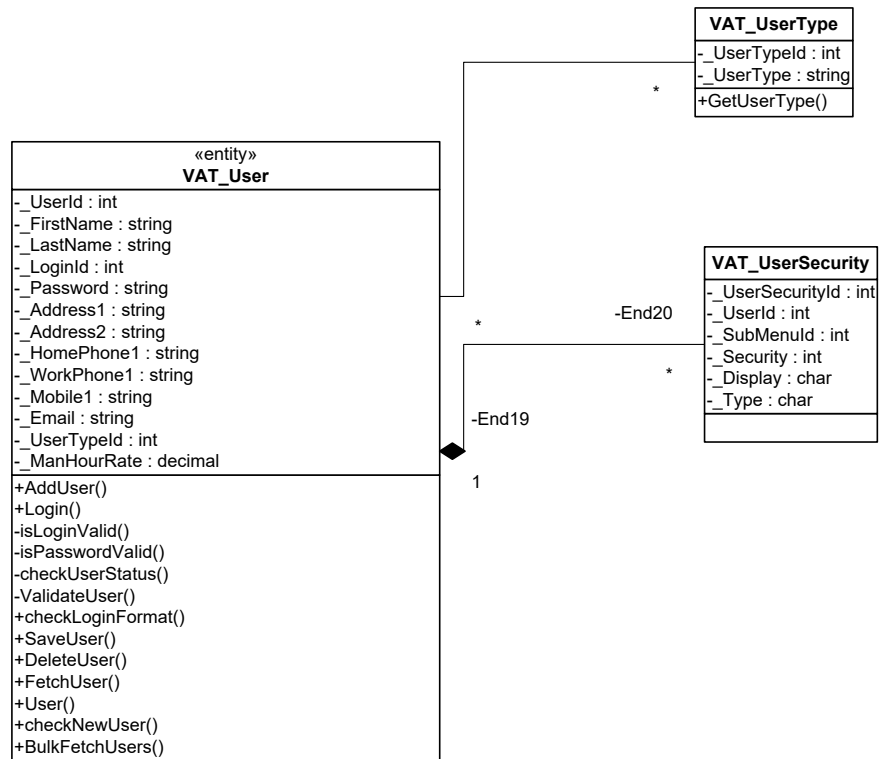 VAT_UserType
-_UserTypeId : int
-_UserType : string
+GetUserType()
*
«entity»
VAT_User
-_UserId : int
-_FirstName : string
-_LastName : string
-_LoginId : int
-_Password : string
-_Address1 : string
-_Address2 : string
-_HomePhone1 : string
-_WorkPhone1 : string
-_Mobile1 : string
-_Email : string
-_UserTypeId : int
-_ManHourRate : decimal
+AddUser()
+Login()
-isLoginValid()
-isPasswordValid()
-checkUserStatus()
-ValidateUser()
+checkLoginFormat()
+SaveUser()
+DeleteUser()
+FetchUser()
+User()
+checkNewUser()
+BulkFetchUsers()
*
-End20
*
-End19
1
VAT_UserSecurity
-_UserSecurityId : int
-_UserId : int
-_SubMenuId : int
-_Security : int
-_Display : char
-_Type : char